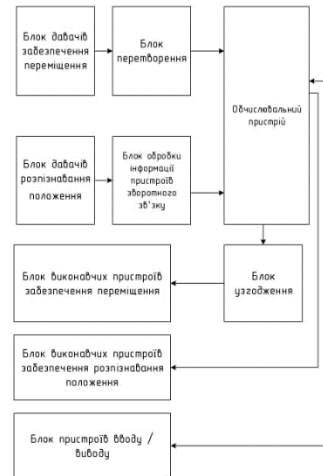 Блок давачів
забезпечення
переміщення
Блок
перетворення
Обчислювальний
пристрій
Блок давачів
розпізнавання
положення
Блок обробки
інформації
пристроїв
зворотного
зв'зку
Блок виконавчих пристроїв
забезпечення переміщення
Блок
узгодження
Блок виконавчих пристроїв
забезпечення розпізнавання
положення
Блок пристроїв вводу /
виводу